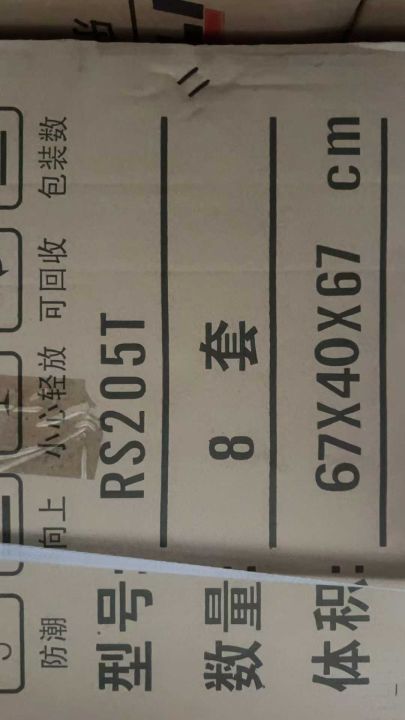 防潮 向上 小心轻放 可回收 包装数
型号: RS205T
数量: 8 套
体积: 67X40X67 cm